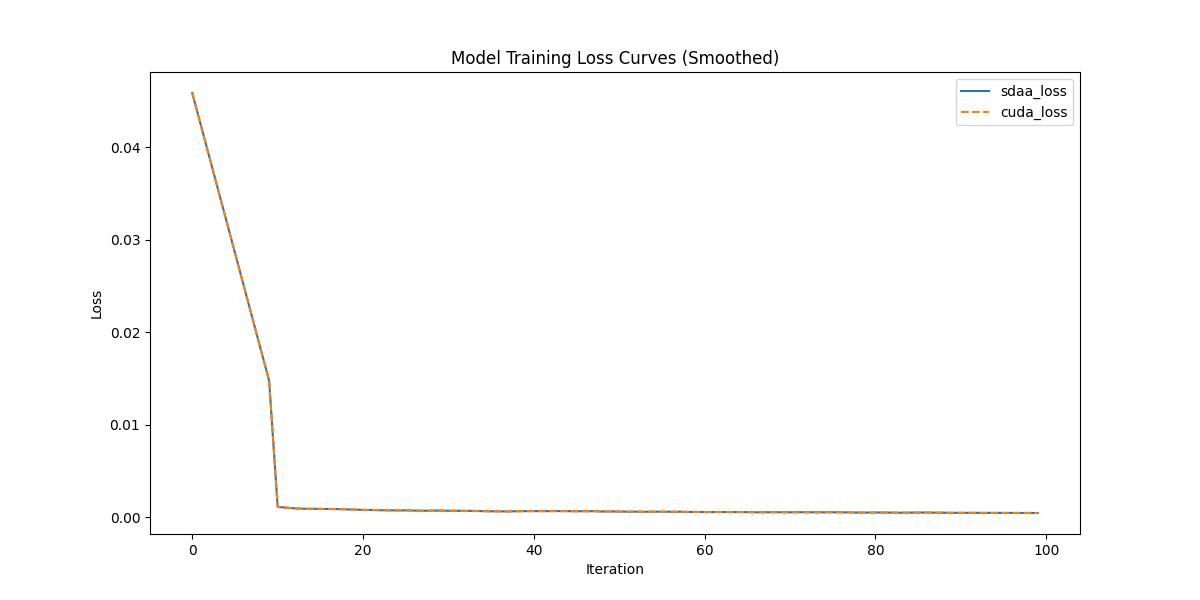 Model Training Loss Curves (Smoothed)
sdaa_loss
cuda_loss
Loss
0.04
0.03
0.02
0.01
0.00
0 20 40 60 80 100
Iteration